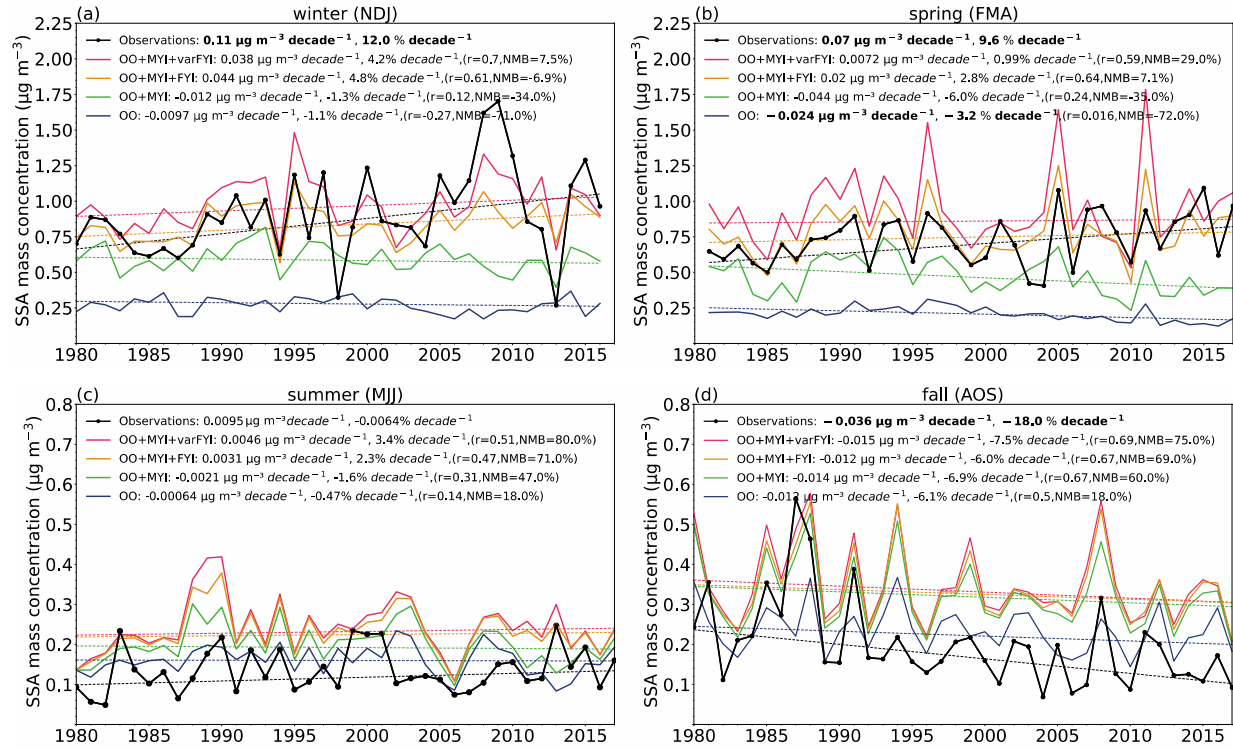 (a) winter (NDJ)
SSA mass concentration (µg m⁻³)
2.25
2.00
1.75
1.50
1.25
1.00
0.75
0.50
0.25
Observations: 0.11 µg m⁻³ decade⁻¹, 12.0 % decade⁻¹
OO+MYI+varFYI: 0.038 µg m⁻³ decade⁻¹, 4.2% decade⁻¹,(r=0.7,NMB=7.5%)
OO+MYI+FYI: 0.044 µg m⁻³ decade⁻¹, 4.8% decade⁻¹,(r=0.61,NMB=-6.9%)
OO+MYI: -0.012 µg m⁻³ decade⁻¹, -1.3% decade⁻¹,(r=0.12,NMB=-34.0%)
OO: -0.0097 µg m⁻³ decade⁻¹, -1.1% decade⁻¹,(r=-0.27,NMB=-71.0%)
1980 1985 1990 1995 2000 2005 2010 2015
(b) spring (FMA)
SSA mass concentration (µg m⁻³)
2.25
2.00
1.75
1.50
1.25
1.00
0.75
0.50
0.25
Observations: 0.07 µg m⁻³ decade⁻¹, 9.6 % decade⁻¹
OO+MYI+varFYI: 0.0072 µg m⁻³ decade⁻¹, 0.99% decade⁻¹,(r=0.59,NMB=29.0%)
OO+MYI+FYI: 0.02 µg m⁻³ decade⁻¹, 2.8% decade⁻¹,(r=0.64,NMB=7.1%)
OO+MYI: -0.044 µg m⁻³ decade⁻¹, -6.0% decade⁻¹,(r=0.24,NMB=-35.0%)
OO: −0.024 µg m⁻³ decade⁻¹, −3.2 % decade⁻¹,(r=0.016,NMB=-72.0%)
1980 1985 1990 1995 2000 2005 2010 2015
(c) summer (MJJ)
SSA mass concentration (µg m⁻³)
0.8
0.7
0.6
0.5
0.4
0.3
0.2
0.1
Observations: 0.0095 µg m⁻³ decade⁻¹, -0.0064% decade⁻¹
OO+MYI+varFYI: 0.0046 µg m⁻³ decade⁻¹, 3.4% decade⁻¹,(r=0.51,NMB=80.0%)
OO+MYI+FYI: 0.0031 µg m⁻³ decade⁻¹, 2.3% decade⁻¹,(r=0.47,NMB=71.0%)
OO+MYI: -0.0021 µg m⁻³ decade⁻¹, -1.6% decade⁻¹,(r=0.31,NMB=47.0%)
OO: -0.00064 µg m⁻³ decade⁻¹, -0.47% decade⁻¹,(r=0.14,NMB=18.0%)
1980 1985 1990 1995 2000 2005 2010 2015
(d) fall (AOS)
SSA mass concentration (µg m⁻³)
0.8
0.7
0.6
0.5
0.4
0.3
0.2
0.1
Observations: −0.036 µg m⁻³ decade⁻¹, −18.0 % decade⁻¹
OO+MYI+varFYI: -0.015 µg m⁻³ decade⁻¹, -7.5% decade⁻¹,(r=0.69,NMB=75.0%)
OO+MYI+FYI: -0.012 µg m⁻³ decade⁻¹, -6.0% decade⁻¹,(r=0.67,NMB=69.0%)
OO+MYI: -0.014 µg m⁻³ decade⁻¹, -6.9% decade⁻¹,(r=0.67,NMB=60.0%)
OO: -0.012 µg m⁻³ decade⁻¹, -6.1% decade⁻¹,(r=0.5,NMB=18.0%)
1980 1985 1990 1995 2000 2005 2010 2015